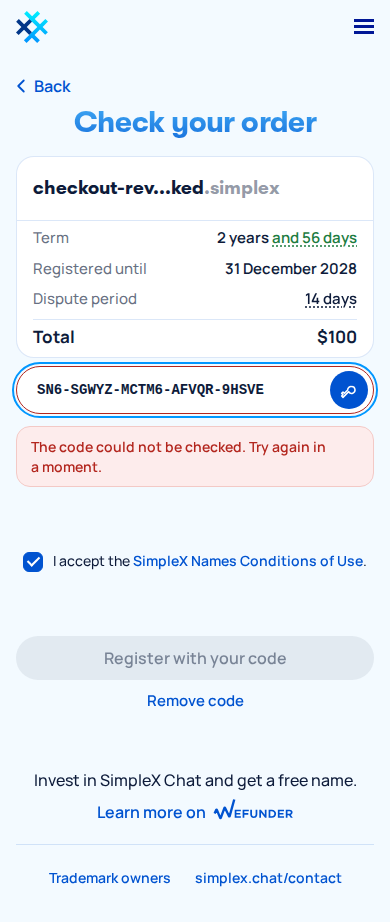 Back
Check your order
checkout-rev...ked.simplex
Term 2 years and 56 days
Registered until 31 December 2028
Dispute period 14 days
Total $100
SN6-SGWYZ-MCTM6-AFVQR-9HSVE
The code could not be checked. Try again in
a moment.
I accept the SimpleX Names Conditions of Use.
Register with your code
Remove code
Invest in SimpleX Chat and get a free name.
Learn more on WEFUNDER
Trademark owners simplex.chat/contact